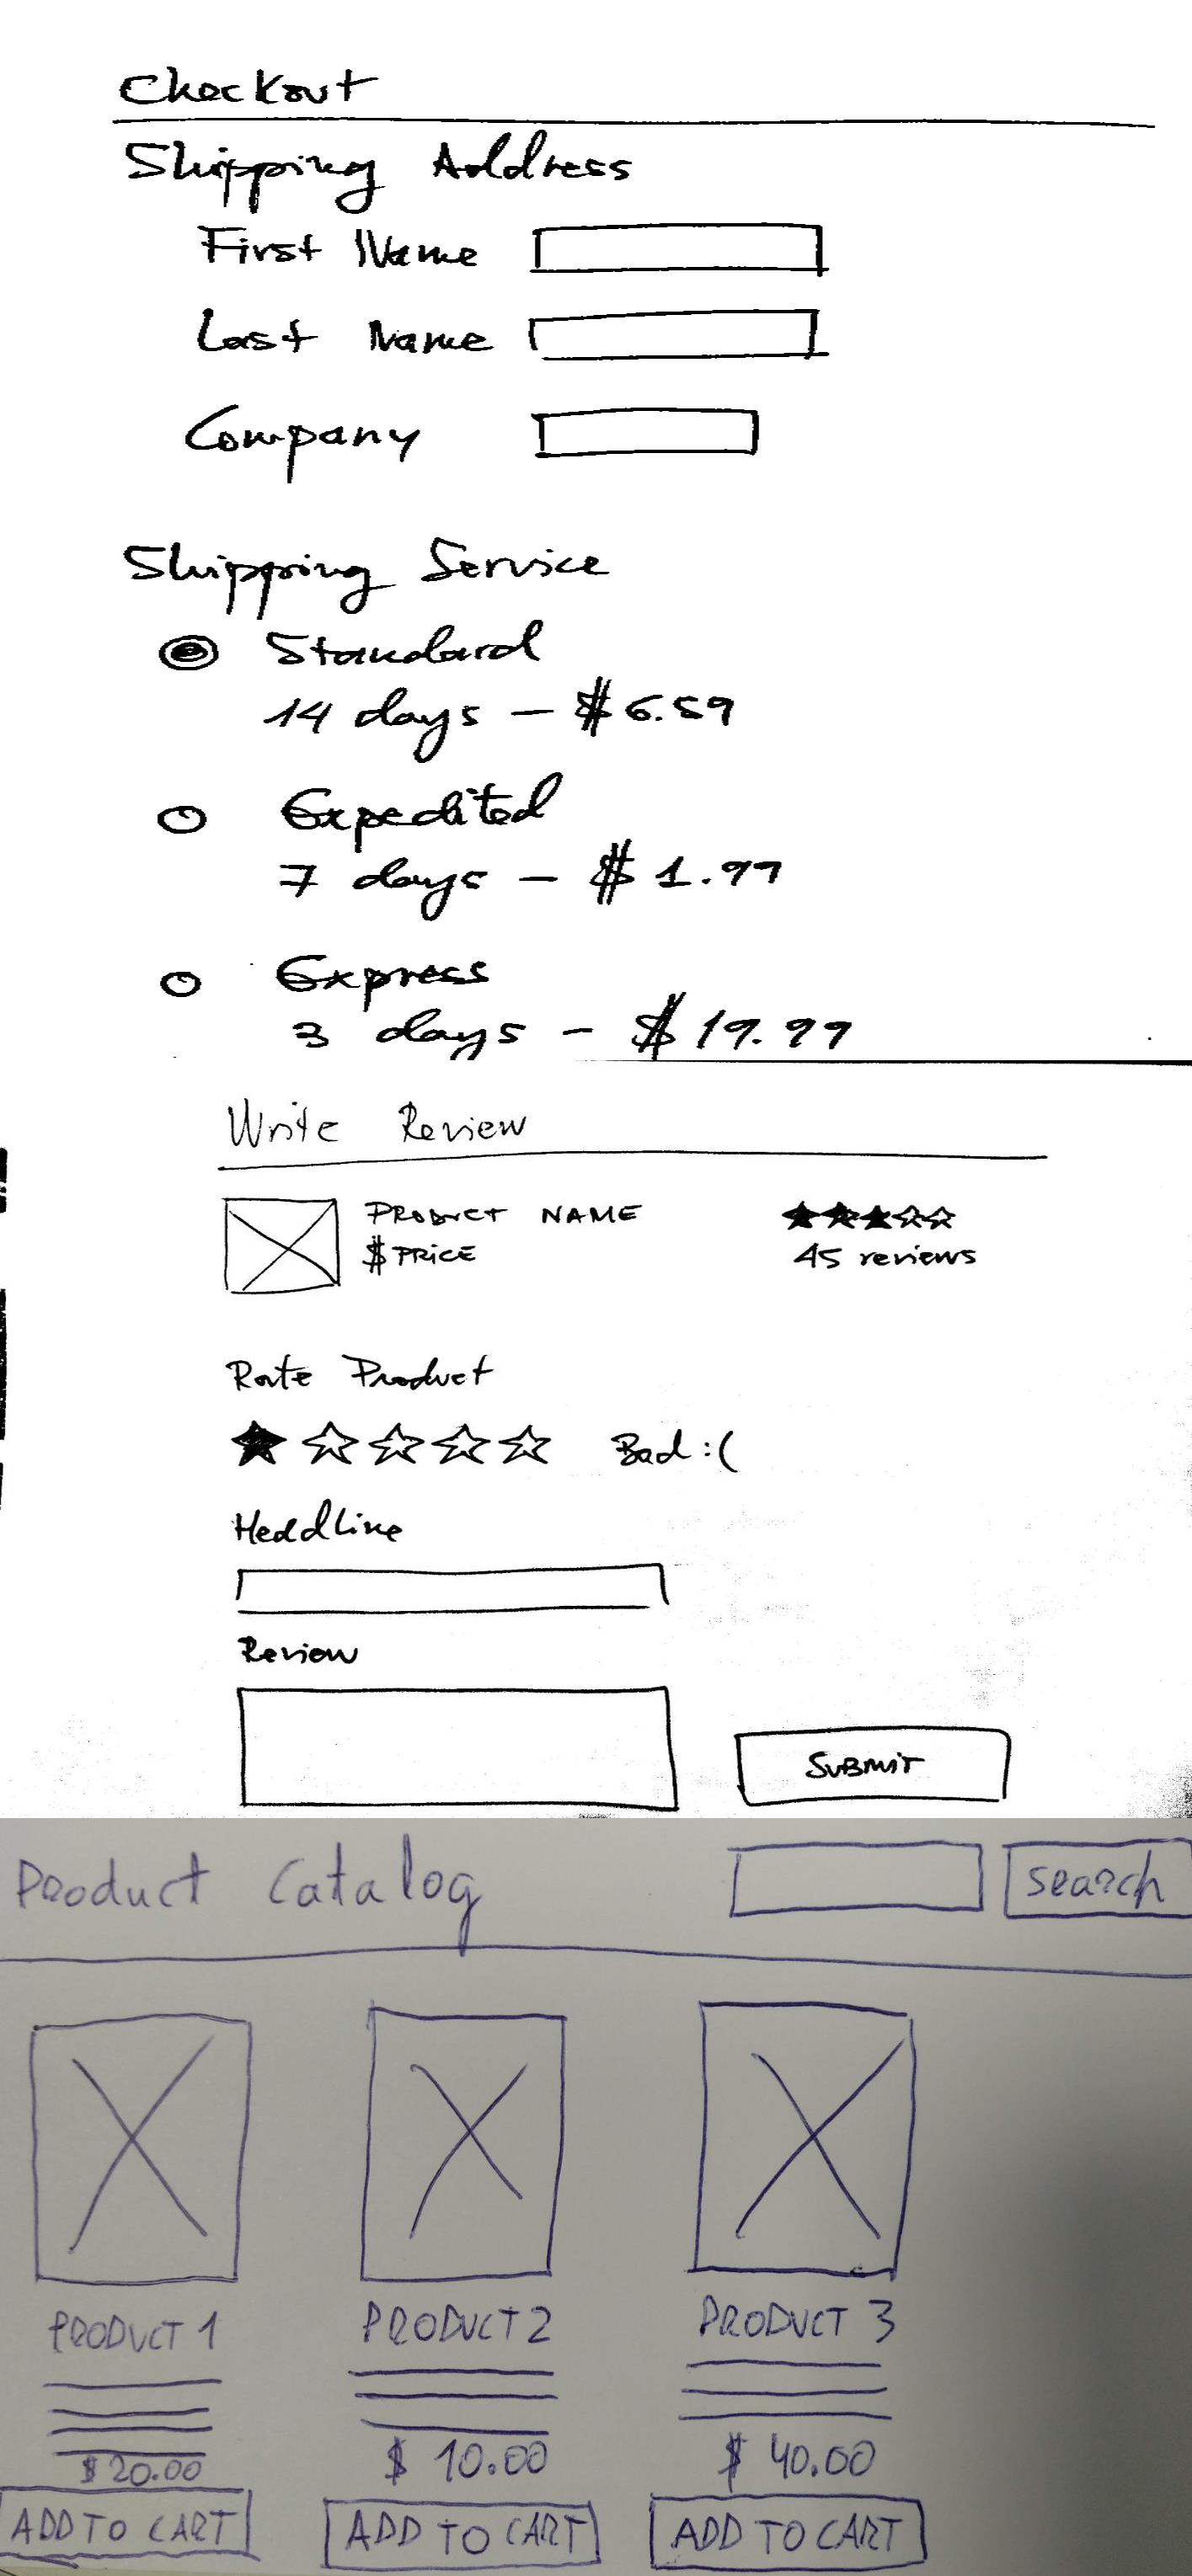 Checkout
Shipping Address
First Name
Last Name
Company
Shipping Service
Standard
14 days - $6.59
Expedited
7 days - $1.99
Express
3 days - $19.99
Write Review
PRODUCT NAME
$ PRICE
45 reviews
Rate Product
Bad :(
Headline
Review
SUBMIT
Product Catalog
search
PRODUCT 1 PRODUCT 2 PRODUCT 3
$20.00 $ 10.00 $ 40.00
ADD TO CART ADD TO CART ADD TO CART